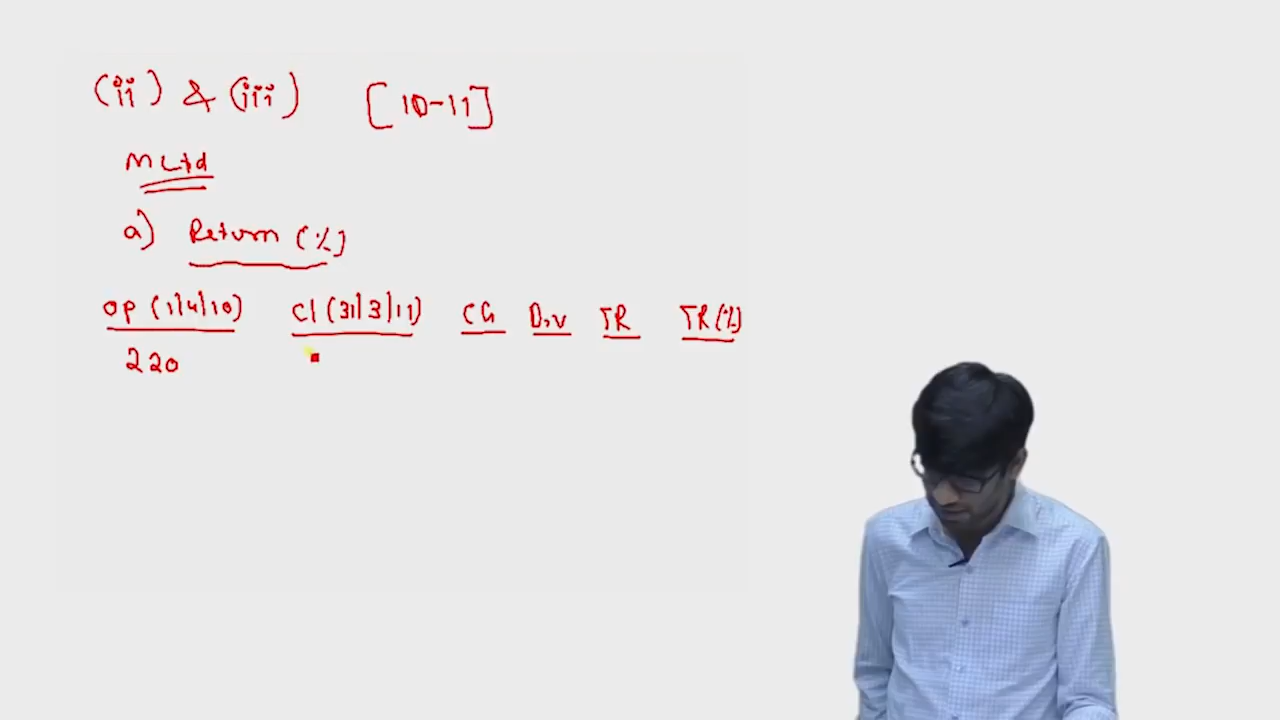 (ii) & (iii) [10-11]
M Ltd
a) Return (%)
OP (1/4/10) Cl (31/3/11) CG Div TR TR(%)
220